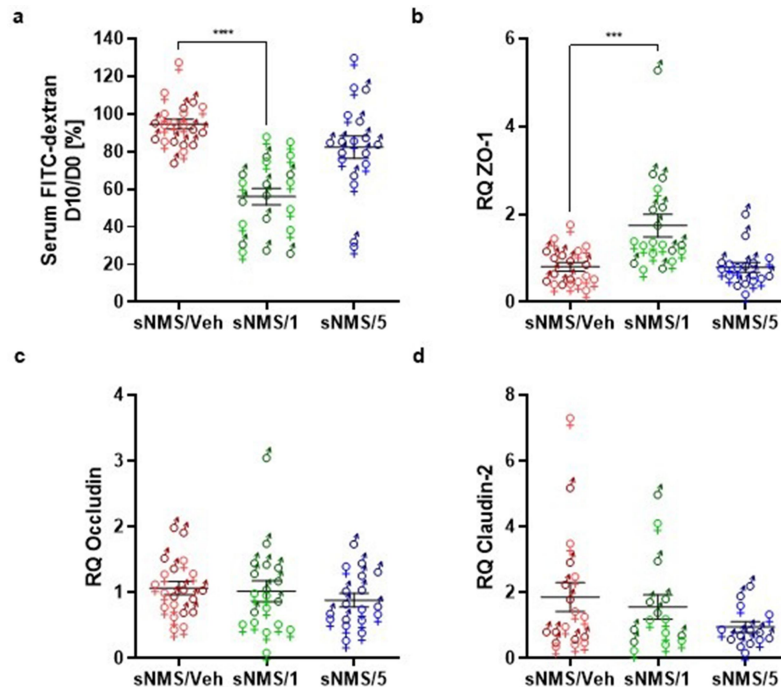 a
b
140
120
100
80
60
40
20
0
Serum FITC-dextran
D10/D0 [%]
****
sNMS/Veh sNMS/1 sNMS/5
6
4
2
0
RQ ZO-1
***
sNMS/Veh sNMS/1 sNMS/5
c
d
4
3
2
1
0
RQ Occludin
sNMS/Veh sNMS/1 sNMS/5
8
6
4
2
0
RQ Claudin-2
sNMS/Veh sNMS/1 sNMS/5